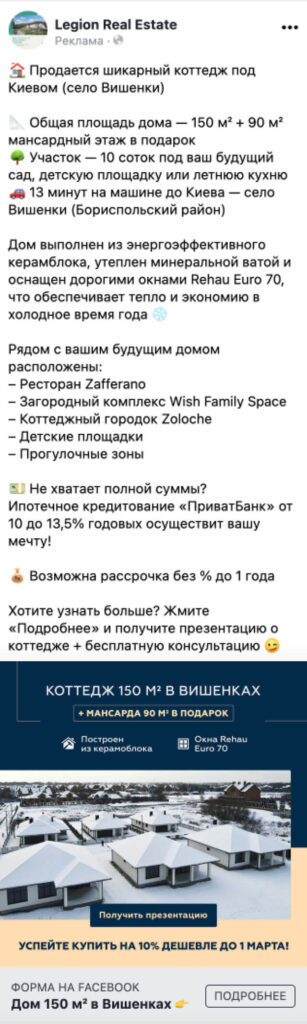 Legion Real Estate
Реклама ·
🏠 Продается шикарный коттедж под
Киевом (село Вишенки)
📐 Общая площадь дома — 150 м² + 90 м²
мансардный этаж в подарок
🌳 Участок — 10 соток под ваш будущий
сад, детскую площадку или летнюю кухню
🚗 13 минут на машине до Киева — село
Вишенки (Бориспольский район)
Дом выполнен из энергоэффективного
керамблока, утеплен минеральной ватой и
оснащен дорогими окнами Rehau Euro 70,
что обеспечивает тепло и экономию в
холодное время года ❄️
Рядом с вашим будущим домом
расположены:
– Ресторан Zafferano
– Загородный комплекс Wish Family Space
– Коттеджный городок Zoloche
– Детские площадки
– Прогулочные зоны
💵 Не хватает полной суммы?
Ипотечное кредитование «ПриватБанк» от
10 до 13,5% годовых осуществит вашу
мечту!
💰 Возможна рассрочка без % до 1 года
Хотите узнать больше? Жмите
«Подробнее» и получите презентацию о
коттедже + бесплатную консультацию 😉
КОТТЕДЖ 150 М² В ВИШЕНКАХ
+ МАНСАРДА 90 М² В ПОДАРОК
Построен
из керамоблока
Окна Rehau
Euro 70
Получить презентацию
УСПЕЙТЕ КУПИТЬ НА 10% ДЕШЕВЛЕ ДО 1 МАРТА!
ФОРМА НА FACEBOOK
Дом 150 м² в Вишенках 👉
ПОДРОБНЕЕ